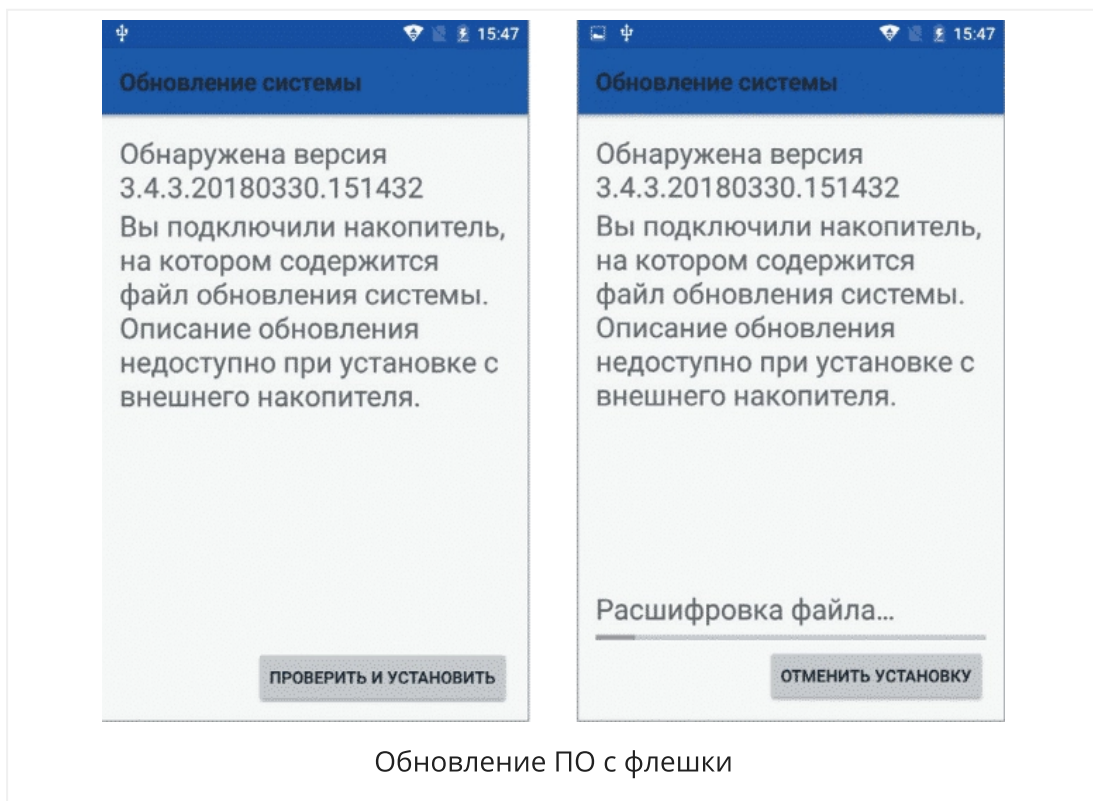 15:47
Обновление системы
Обнаружена версия
3.4.3.20180330.151432
Вы подключили накопитель,
на котором содержится
файл обновления системы.
Описание обновления
недоступно при установке с
внешнего накопителя.
ПРОВЕРИТЬ И УСТАНОВИТЬ
15:47
Обновление системы
Обнаружена версия
3.4.3.20180330.151432
Вы подключили накопитель,
на котором содержится
файл обновления системы.
Описание обновления
недоступно при установке с
внешнего накопителя.
Расшифровка файла...
ОТМЕНИТЬ УСТАНОВКУ
Обновление ПО с флешки